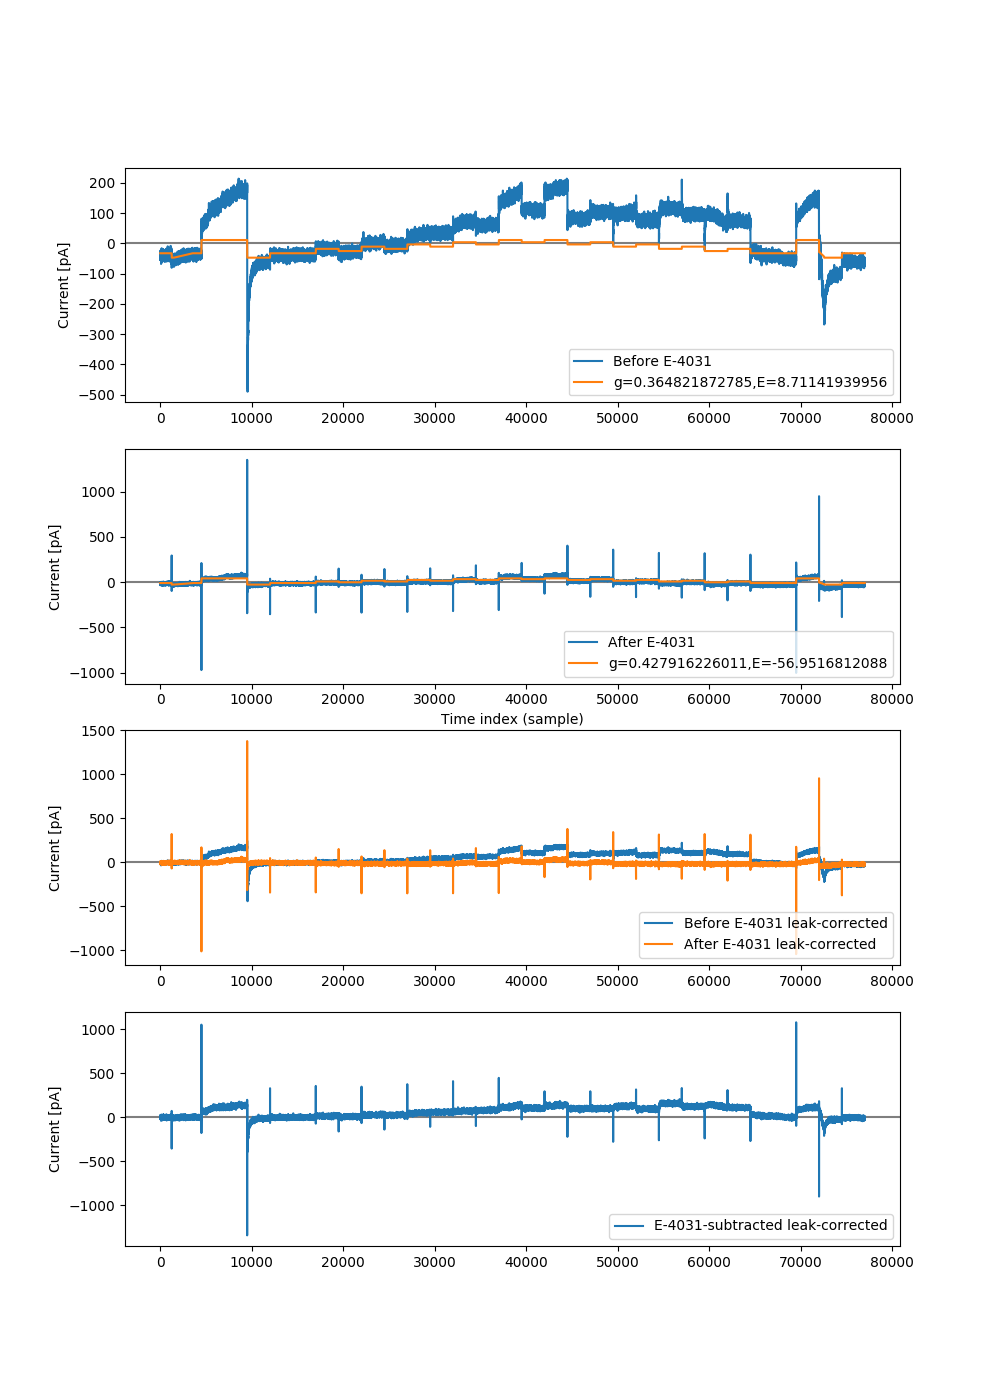 200
100
0
−100
−200
−300
−400
−500
Current [pA]
Before E-4031
g=0.364821872785,E=8.71141939956
0 10000 20000 30000 40000 50000 60000 70000 80000
1000
500
0
−500
−1000
Current [pA]
After E-4031
g=0.427916226011,E=-56.9516812088
0 10000 20000 30000 40000 50000 60000 70000 80000
Time index (sample)
1500
1000
500
0
−500
−1000
Current [pA]
Before E-4031 leak-corrected
After E-4031 leak-corrected
0 10000 20000 30000 40000 50000 60000 70000 80000
1000
500
0
−500
−1000
Current [pA]
E-4031-subtracted leak-corrected
0 10000 20000 30000 40000 50000 60000 70000 80000